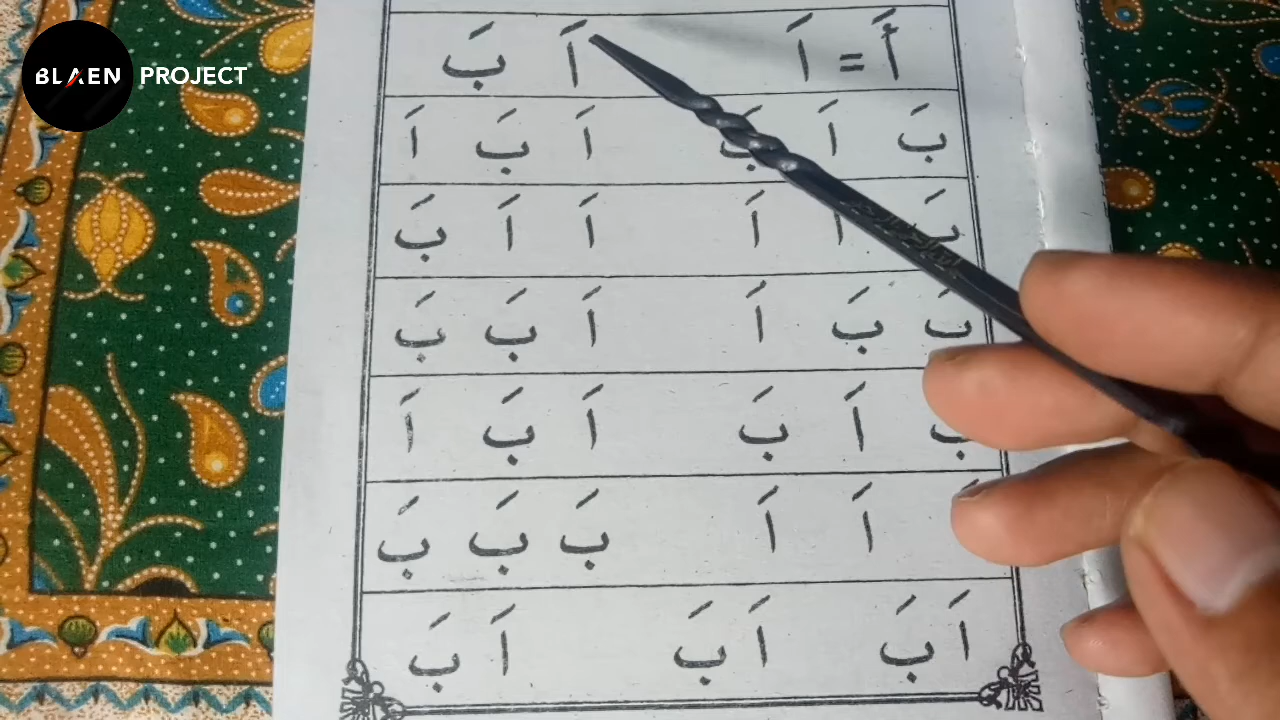 BLAEN PROJECT
أَ = اَ اَ بَ
بَ اَ بَ اَ بَ اَ
بَ اَ اَ اَ اَ بَ
بَ بَ اَ اَ بَ بَ
بَ اَ بَ اَ بَ اَ
اَ اَ بَ بَ بَ
اَ بَ اَ بَ اَ بَ